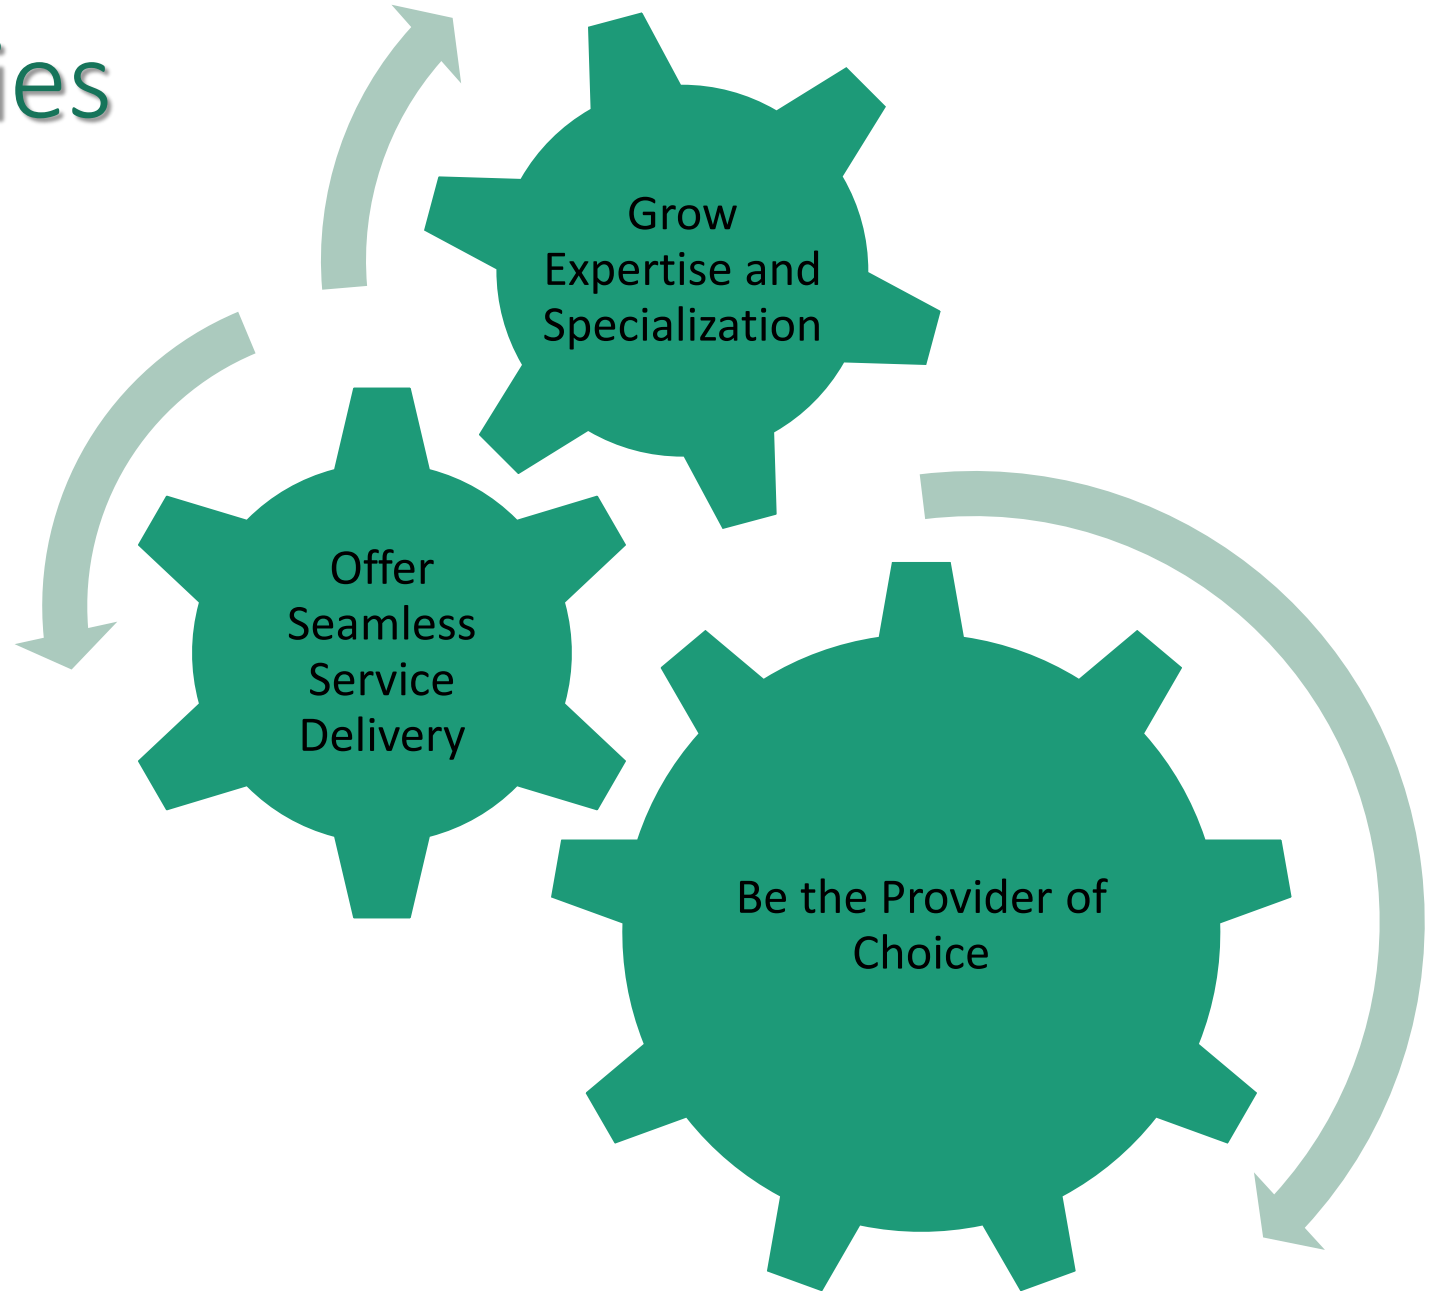 ies
Grow
Expertise and
Specialization
Offer
Seamless
Service
Delivery
Be the Provider of
Choice